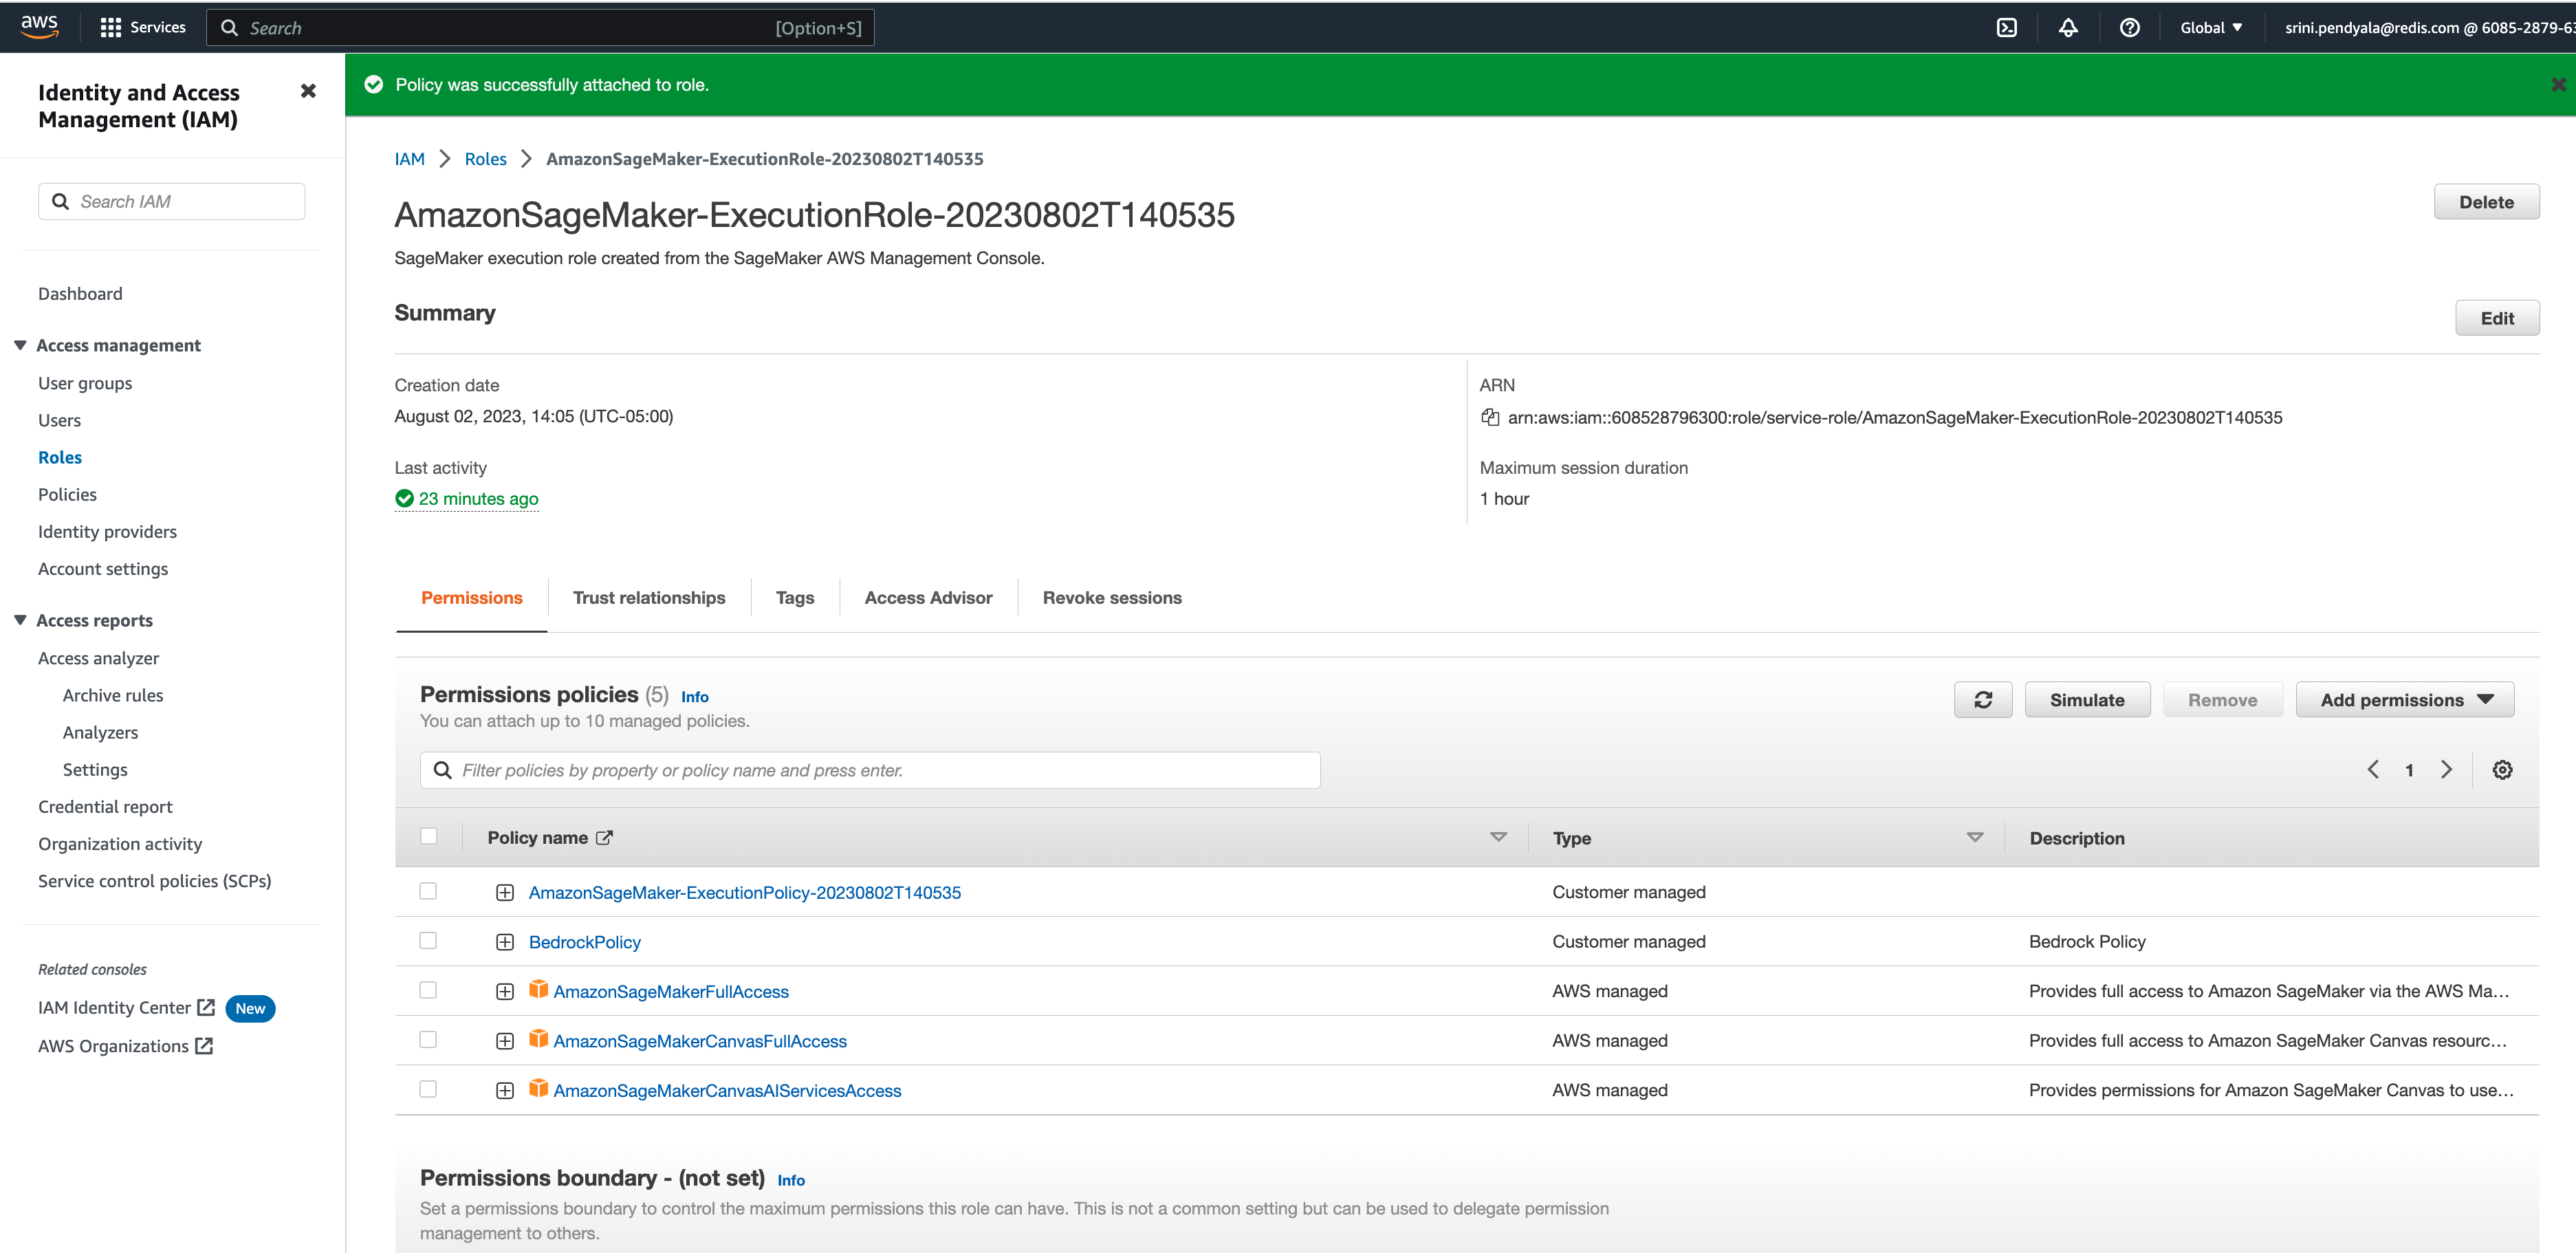 aws
Services
Search
[Option+S]
Global
srini.pendyala@redis.com @ 6085-2879-63
Identity and Access
Management (IAM)
Search IAM
Dashboard
Access management
User groups
Users
Roles
Policies
Identity providers
Account settings
Access reports
Access analyzer
Archive rules
Analyzers
Settings
Credential report
Organization activity
Service control policies (SCPs)
Related consoles
IAM Identity Center New
AWS Organizations
Policy was successfully attached to role.
IAM > Roles > AmazonSageMaker-ExecutionRole-20230802T140535
AmazonSageMaker-ExecutionRole-20230802T140535
Delete
SageMaker execution role created from the SageMaker AWS Management Console.
Summary
Edit
Creation date
August 02, 2023, 14:05 (UTC-05:00)
Last activity
23 minutes ago
ARN
arn:aws:iam::608528796300:role/service-role/AmazonSageMaker-ExecutionRole-20230802T140535
Maximum session duration
1 hour
Permissions
Trust relationships
Tags
Access Advisor
Revoke sessions
Permissions policies (5) Info
You can attach up to 10 managed policies.
Simulate
Remove
Add permissions
Filter policies by property or policy name and press enter.
1
Policy name Type Description
AmazonSageMaker-ExecutionPolicy-20230802T140535 Customer managed
BedrockPolicy Customer managed Bedrock Policy
AmazonSageMakerFullAccess AWS managed Provides full access to Amazon SageMaker via the AWS Ma...
AmazonSageMakerCanvasFullAccess AWS managed Provides full access to Amazon SageMaker Canvas resourc...
AmazonSageMakerCanvasAIServicesAccess AWS managed Provides permissions for Amazon SageMaker Canvas to use...
Permissions boundary - (not set) Info
Set a permissions boundary to control the maximum permissions this role can have. This is not a common setting but can be used to delegate permission
management to others.